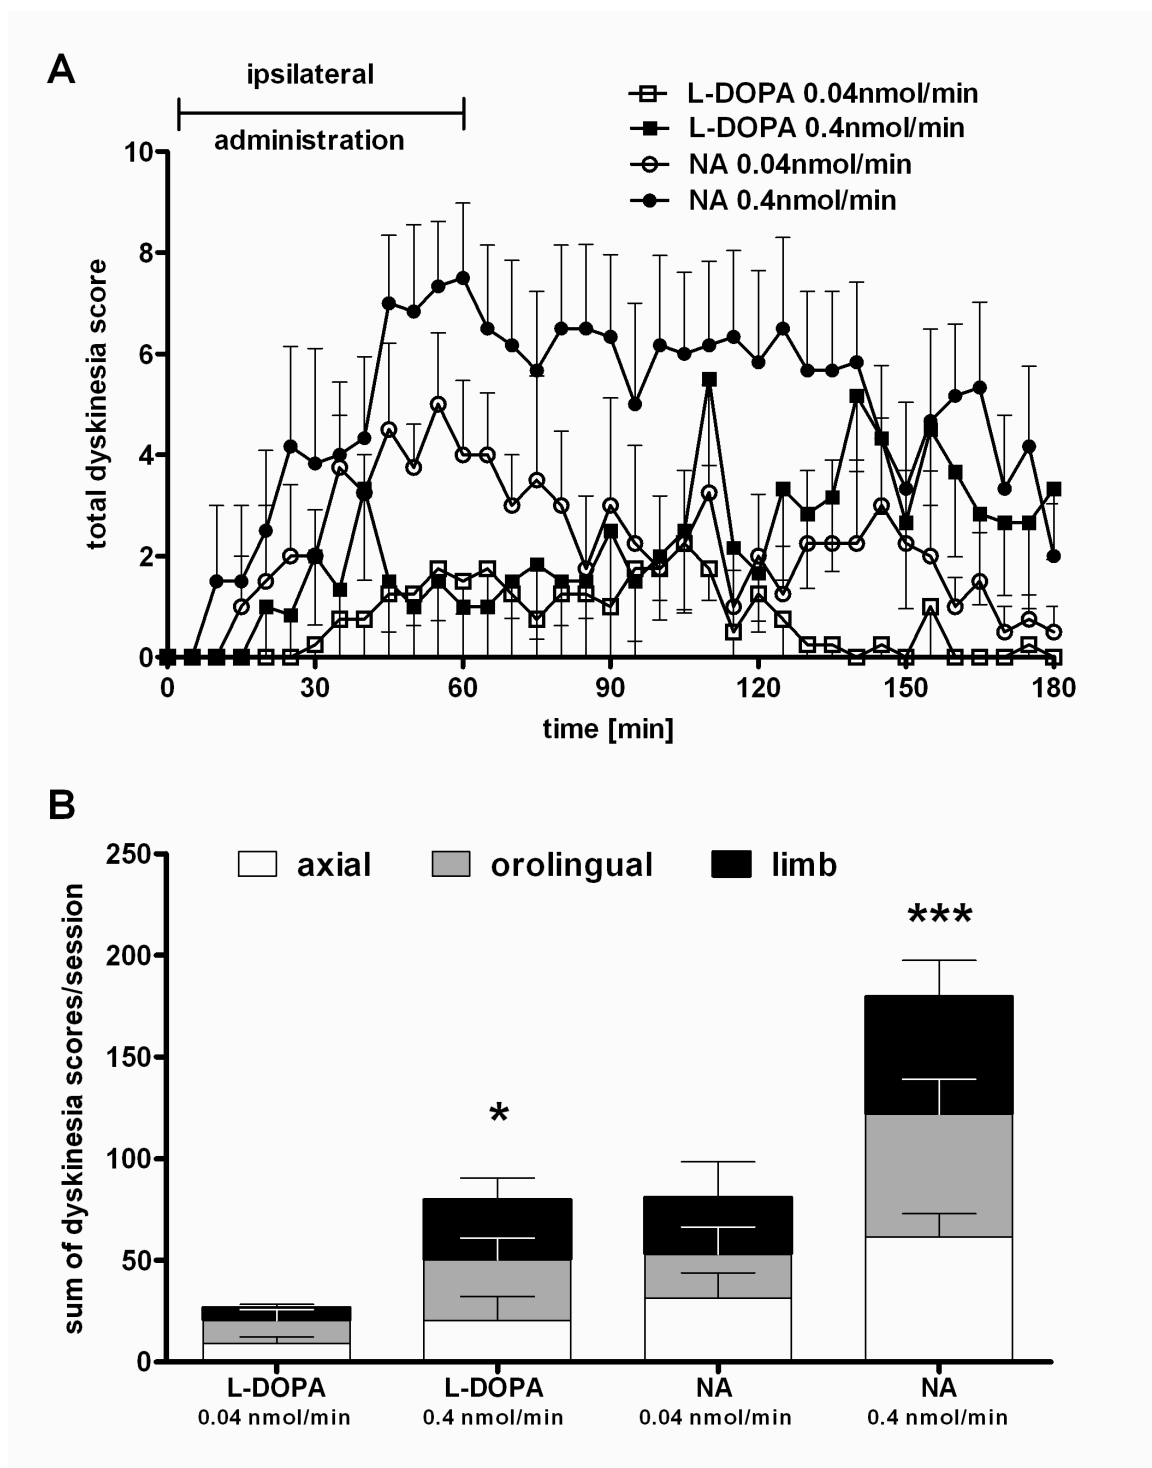 A
ipsilateral
administration
L-DOPA 0.04nmol/min
L-DOPA 0.4nmol/min
NA 0.04nmol/min
NA 0.4nmol/min
total dyskinesia score
10
8
6
4
2
0
0 30 60 90 120 150 180
time [min]
B
axial orolingual limb
sum of dyskinesia scores/session
250
200
150
100
50
0
***
*
L-DOPA L-DOPA NA NA
0.04 nmol/min 0.4 nmol/min 0.04 nmol/min 0.4 nmol/min